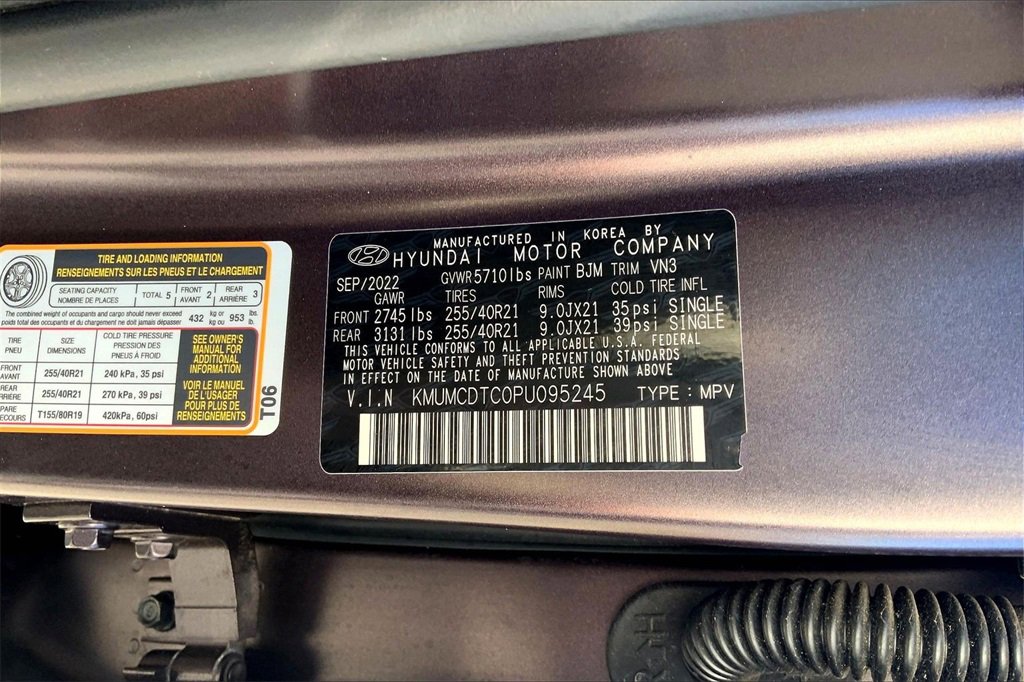 TIRE AND LOADING INFORMATION
RENSEIGNEMENTS SUR LES PNEUS ET LE CHARGEMENT
SEATING CAPACITY
NOMBRE DE PLACES
TOTAL 5
FRONT
AVANT 2
REAR
ARRIÈRE 3
The combined weight of occupants and cargo should never exceed
poids total des occupants et du chargement ne doit jamais dépasser
432 kg or
kg ou
953 lbs.
lb.
TIRE
PNEU
SIZE
DIMENSIONS
COLD TIRE PRESSURE
PRESSION DES
PNEUS À FROID
FRONT
AVANT
255/40R21
240 kPa, 35 psi
REAR
ARRIÈRE
255/40R21
270 kPa, 39 psi
SPARE
SECOURS
T155/80R19
420kPa, 60psi
SEE OWNER'S
MANUAL FOR
ADDITIONAL
INFORMATION
VOIR LE MANUEL
DE L'USAGER
POUR PLUS DE
RENSEIGNEMENTS
T06
MANUFACTURED IN KOREA BY
HYUNDAI MOTOR COMPANY
SEP/2022 GVWR 5710lbs PAINT BJM TRIM VN3
GAWR TIRES RIMS COLD TIRE INFL
FRONT 2745 lbs 255/40R21 9.0JX21 35psi SINGLE
REAR 3131 lbs 255/40R21 9.0JX21 39psi SINGLE
THIS VEHICLE CONFORMS TO ALL APPLICABLE U.S.A. FEDERAL
MOTOR VEHICLE SAFETY AND THEFT PREVENTION STANDARDS
IN EFFECT ON THE DATE OF MANUFACTURE SHOWN ABOVE
V.I.N KMUMCDTC0PU095245 TYPE : MPV